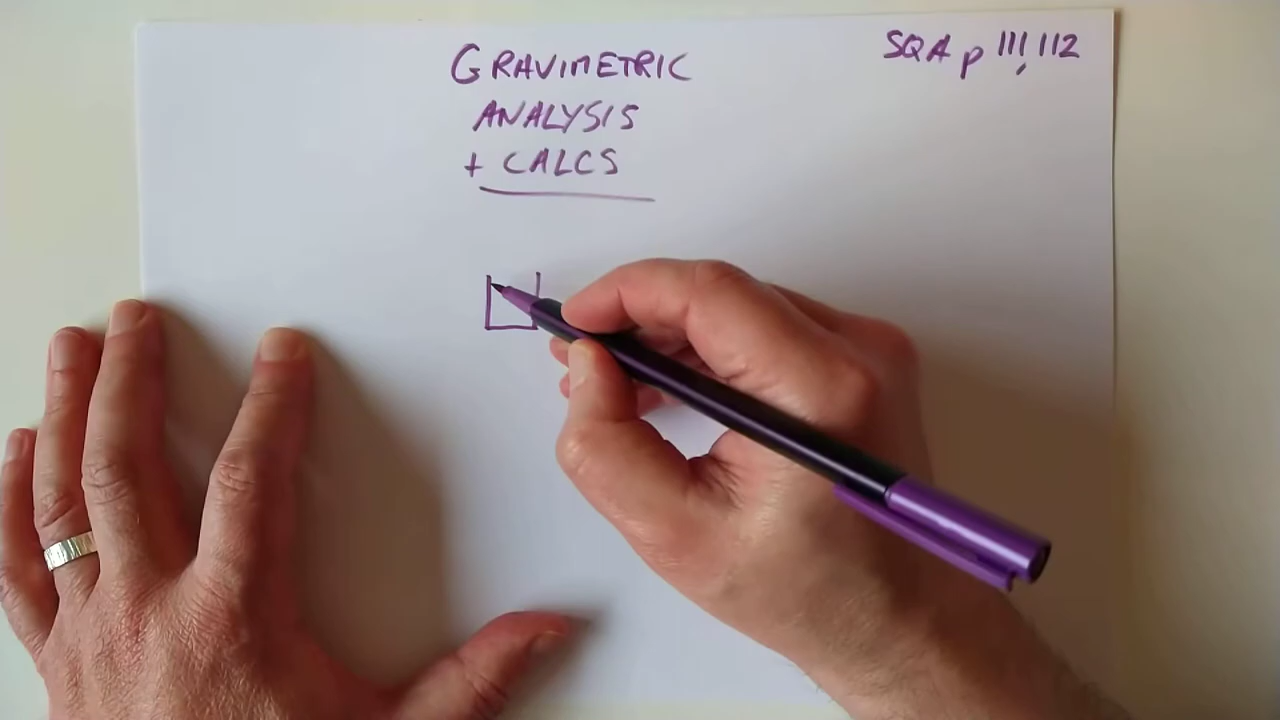 GRAVIMETRIC
ANALYSIS
+ CALCS
SQA p 111, 112